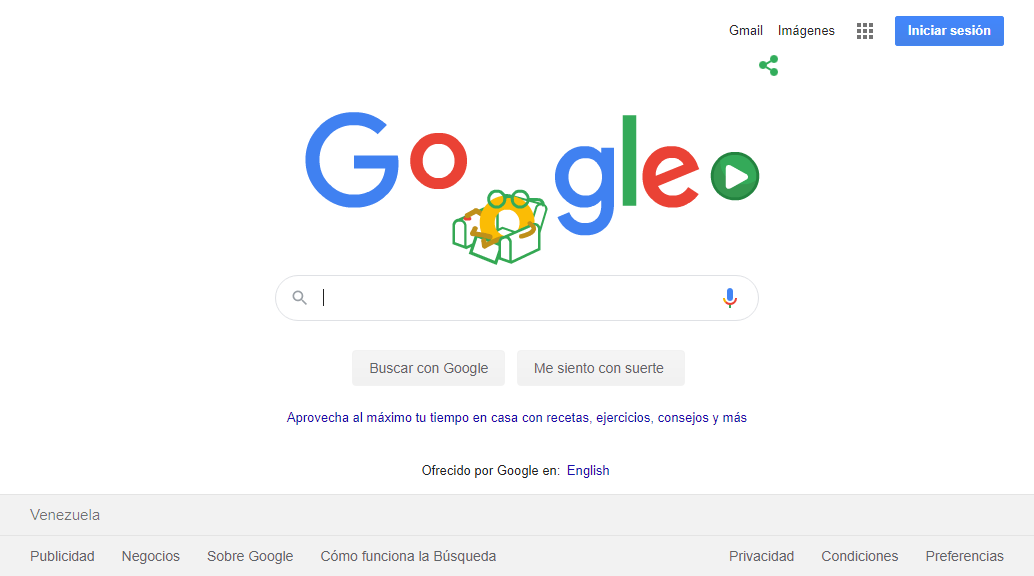 Gmail Imágenes Iniciar sesión
Google
Buscar con Google Me siento con suerte
Aprovecha al máximo tu tiempo en casa con recetas, ejercicios, consejos y más
Ofrecido por Google en: English
Venezuela
Publicidad Negocios Sobre Google Cómo funciona la Búsqueda Privacidad Condiciones Preferencias